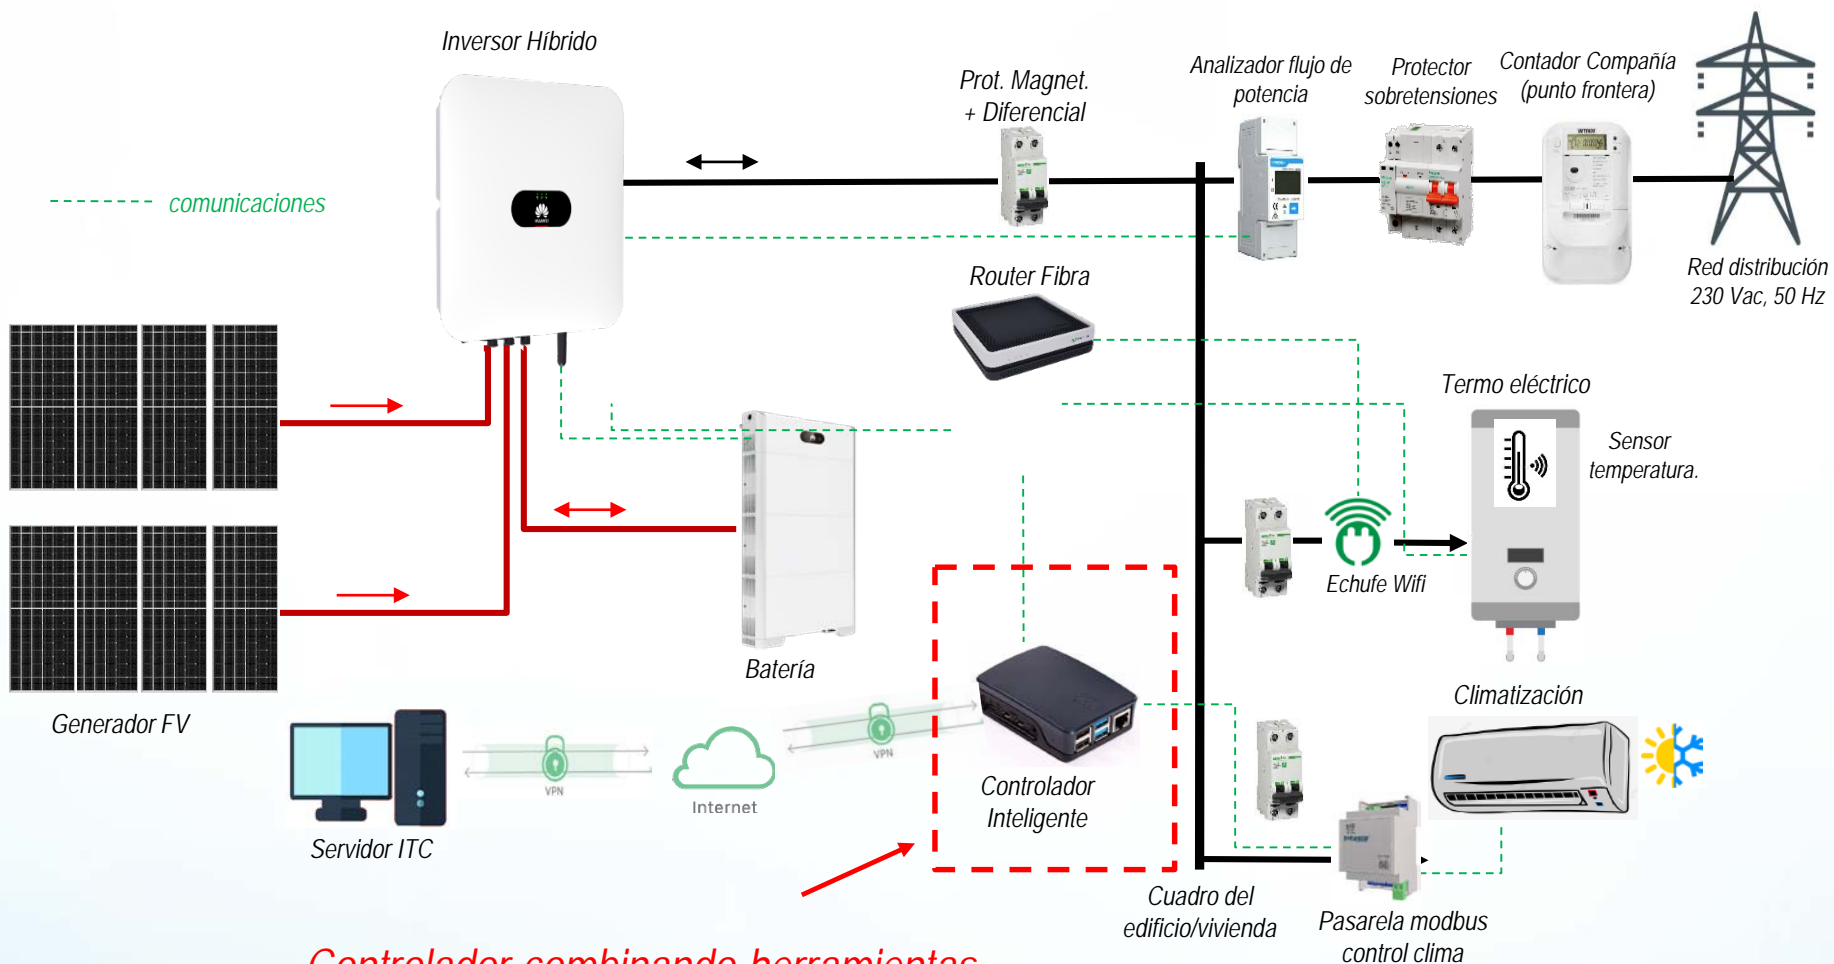 Inversor Híbrido
Prot. Magnet.
+ Diferencial
Analizador flujo de
potencia
Protector
sobretensiones
Contador Compañía
(punto frontera)
comunicaciones
HUAWEI
Router Fibra
Red distribución
230 Vac, 50 Hz
Termo eléctrico
Sensor
temperatura.
Echufe Wifi
Batería
Generador FV
Climatización
VPN
VPN
Internet
Controlador
Inteligente
Servidor ITC
Cuadro del
edificio/vivienda
Pasarela modbus
control clima
Controlador combinando herramientas